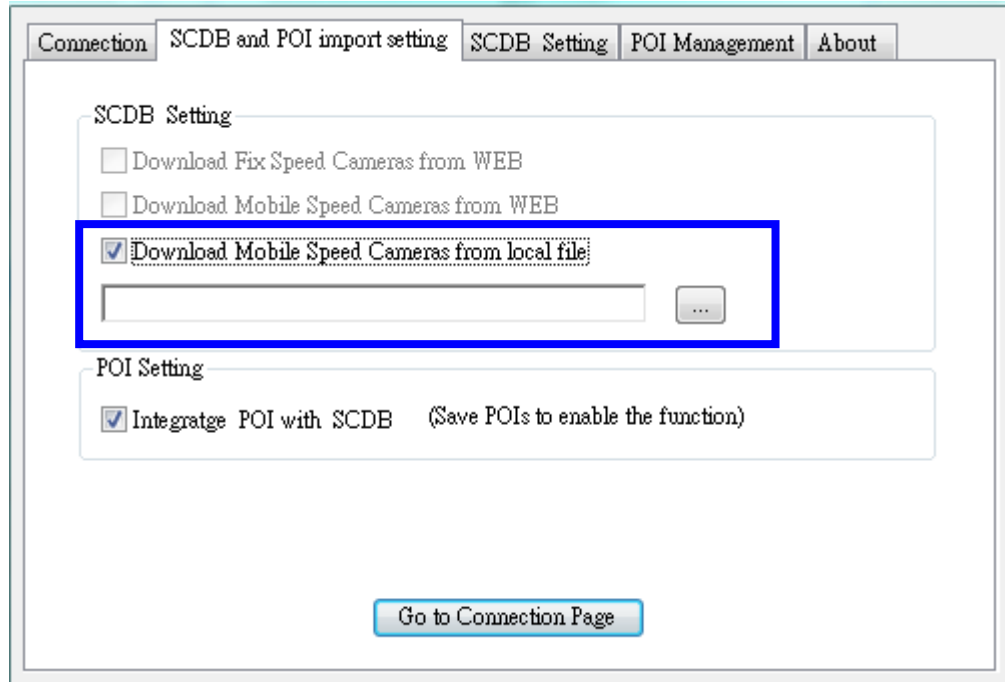 Connection SCDB and POI import setting SCDB Setting POI Management About
SCDB Setting
Download Fix Speed Cameras from WEB
Download Mobile Speed Cameras from WEB
Download Mobile Speed Cameras from local file
...
POI Setting
Integratge POI with SCDB (Save POIs to enable the function)
Go to Connection Page